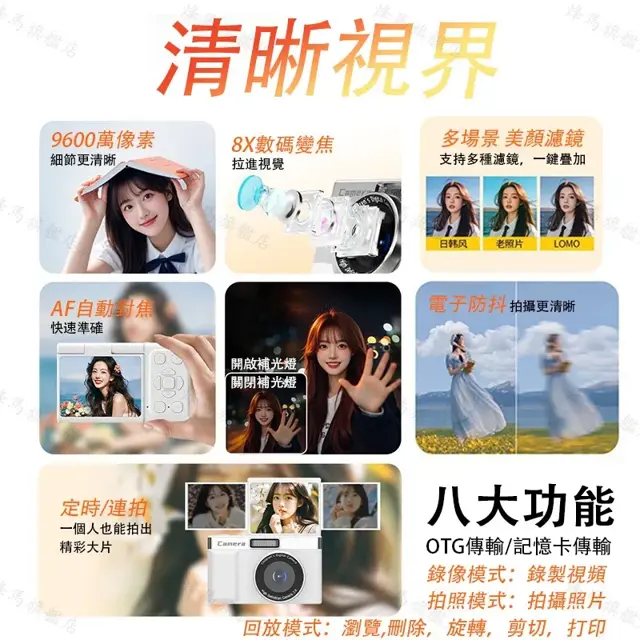 清晰視界
9600萬像素
細節更清晰
8X數碼變焦
拉進視覺
Camera
多場景 美顏濾鏡
支持多種濾鏡，一鍵疊加
日韩风
老照片
LOMO
AF自動對焦
快速準確
開啟補光燈
關閉補光燈
電子防抖 拍攝更清晰
定時/連拍
一個人也能拍出
精彩大片
Camera
八大功能
OTG傳輸/記憶卡傳輸
錄像模式：錄製視頻
拍照模式：拍攝照片
回放模式：瀏覽,刪除，旋轉，剪切，打印